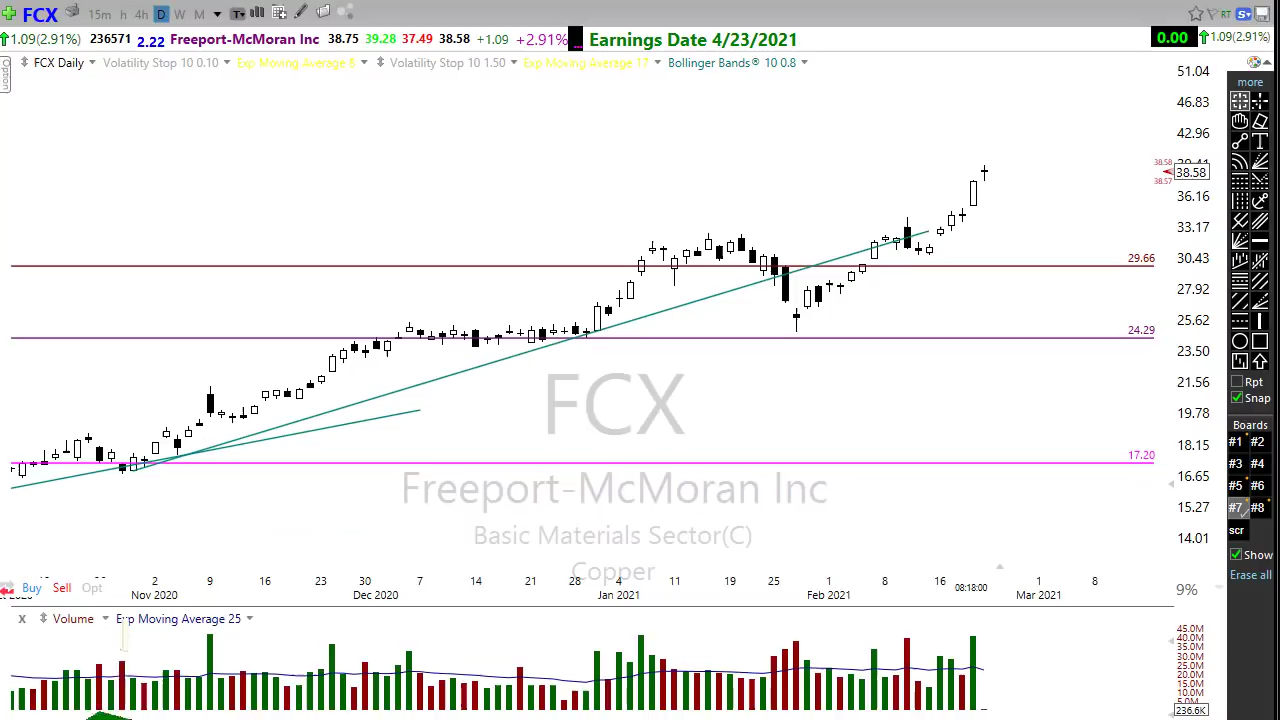 FCX 15m h 4h D W M T
1.09(2.91%) 236571 2.22 Freeport-McMoran Inc 38.75 39.28 37.49 38.58 +1.09 +2.91% ... Earnings Date 4/23/2021 0.00 1.09(2.91%)
RT S
Option
FCX Daily Volatility Stop 10 0.10 Exp Moving Average 8 Volatility Stop 10 1.50 Exp Moving Average 17 Bollinger Bands® 10 0.8
more
51.04
46.83
42.96
38.58
38.58
38.57
36.16
33.17
30.43
29.66
27.92
25.62
24.29
23.50
21.56
19.78
18.15
17.20
16.65
15.27
14.01
FCX
Freeport-McMoran Inc
Basic Materials Sector(C)
Copper
Rpt
Snap
Boards
#1 #2
#3 #4
#5 #6
#7 #8
scr
Show
Erase all
Buy Sell Opt
2 9 16 23 30 7 14 21 28 4 11 19 25 1 8 16 08:18:00 1 8
Nov 2020 Dec 2020 Jan 2021 Feb 2021 Mar 2021
9%
X Volume Exp Moving Average 25
45.0M
40.0M
35.0M
30.0M
25.0M
20.0M
15.0M
10.0M
5.0M
236.6K